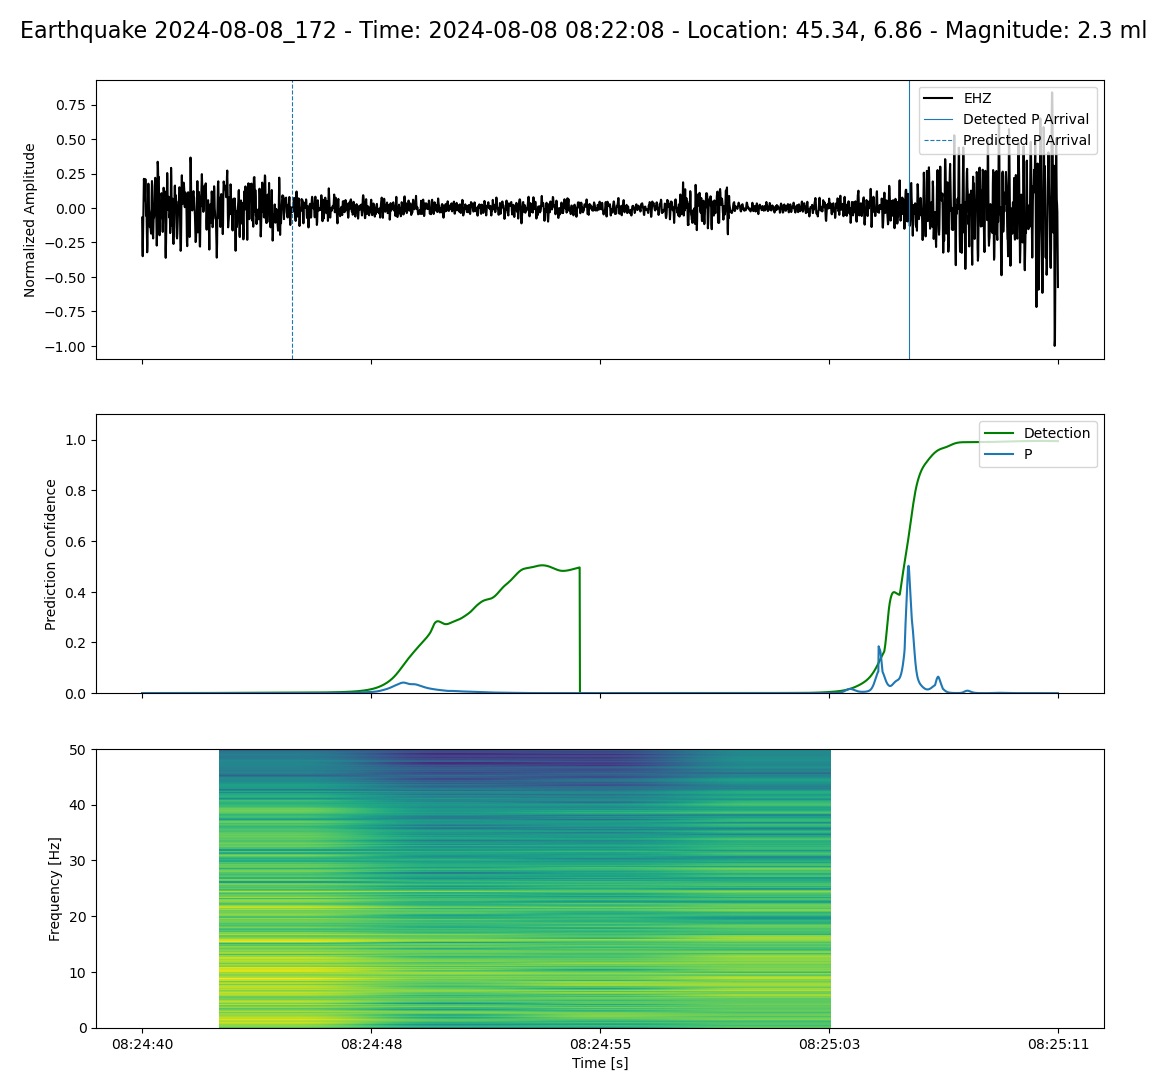 Earthquake 2024-08-08_172 - Time: 2024-08-08 08:22:08 - Location: 45.34, 6.86 - Magnitude: 2.3 ml
Normalized Amplitude
0.75
0.50
0.25
0.00
−0.25
−0.50
−0.75
−1.00
EHZ
Detected P Arrival
Predicted P Arrival
Prediction Confidence
1.0
0.8
0.6
0.4
0.2
0.0
Detection
P
Frequency [Hz]
50
40
30
20
10
0
08:24:40 08:24:48 08:24:55 08:25:03 08:25:11
Time [s]